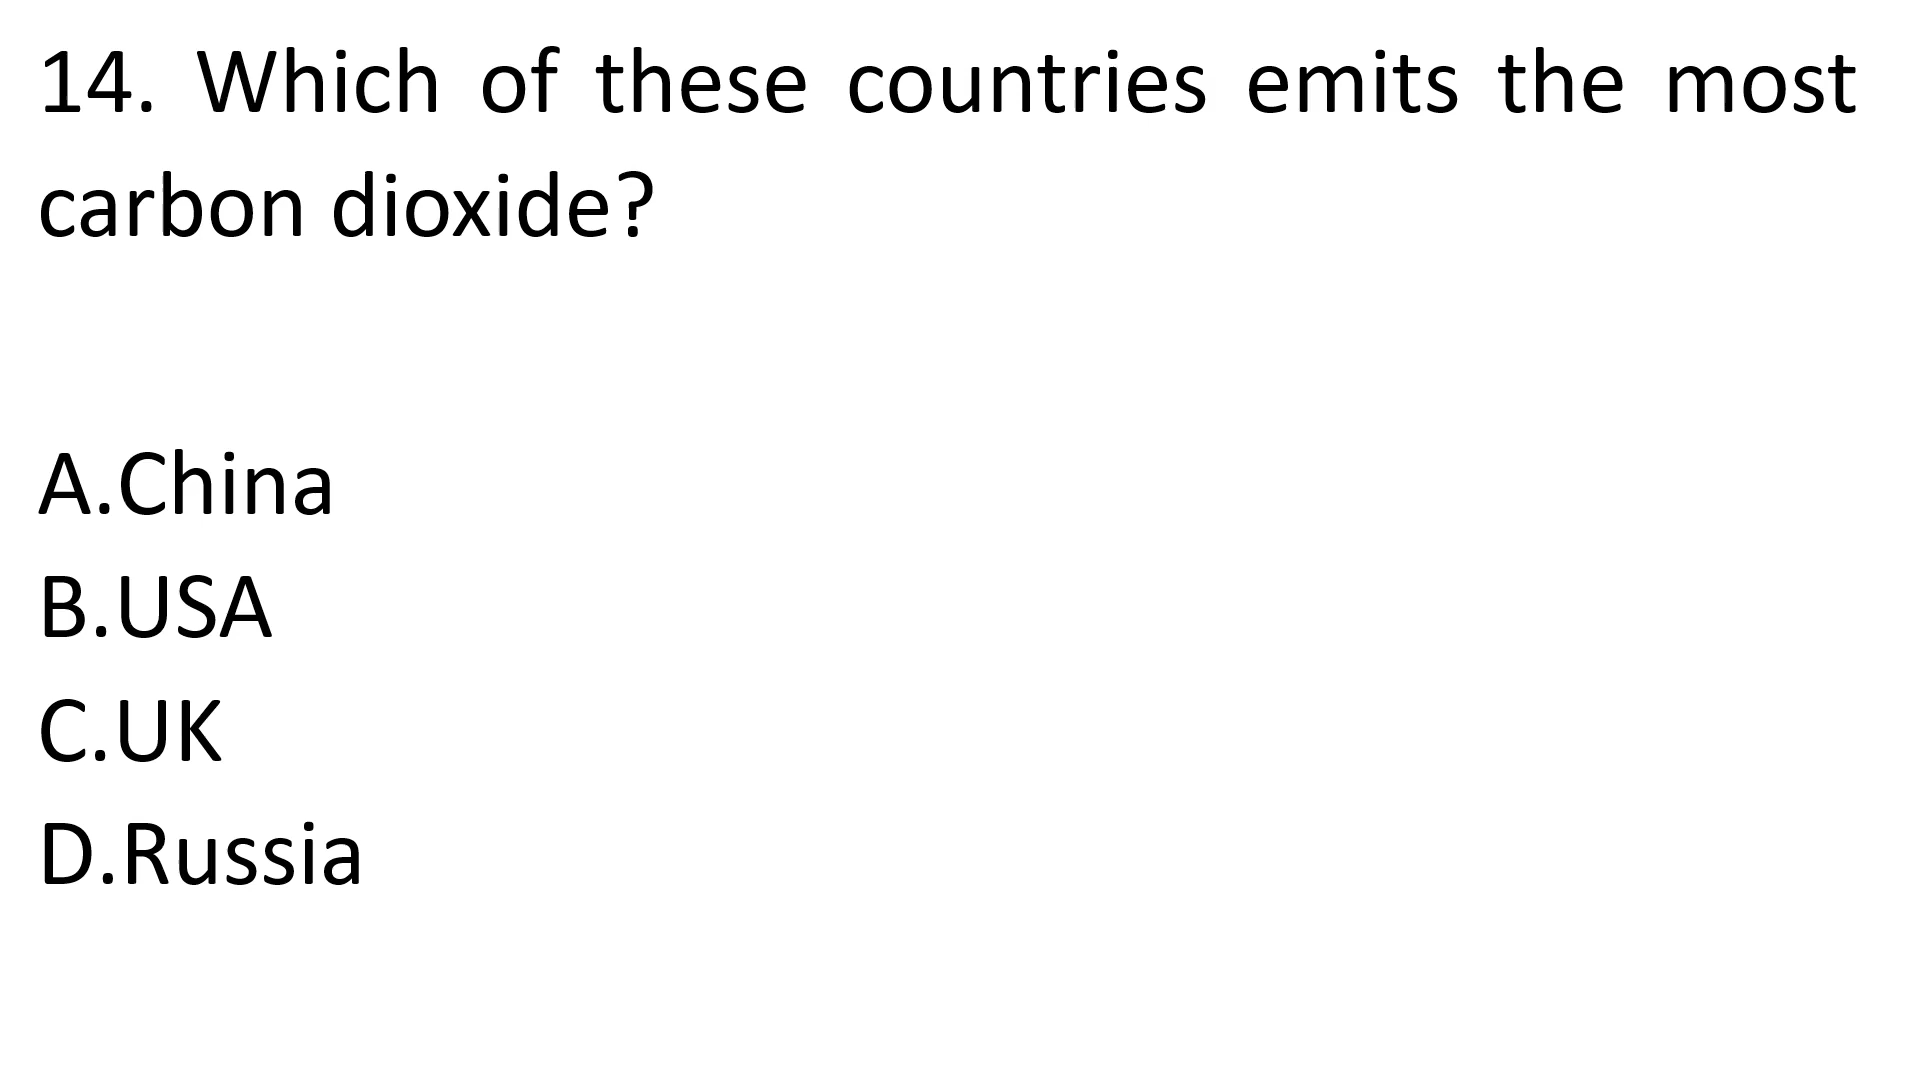 14. Which of these countries emits the most
carbon dioxide?
A.China
B.USA
C.UK
D.Russia